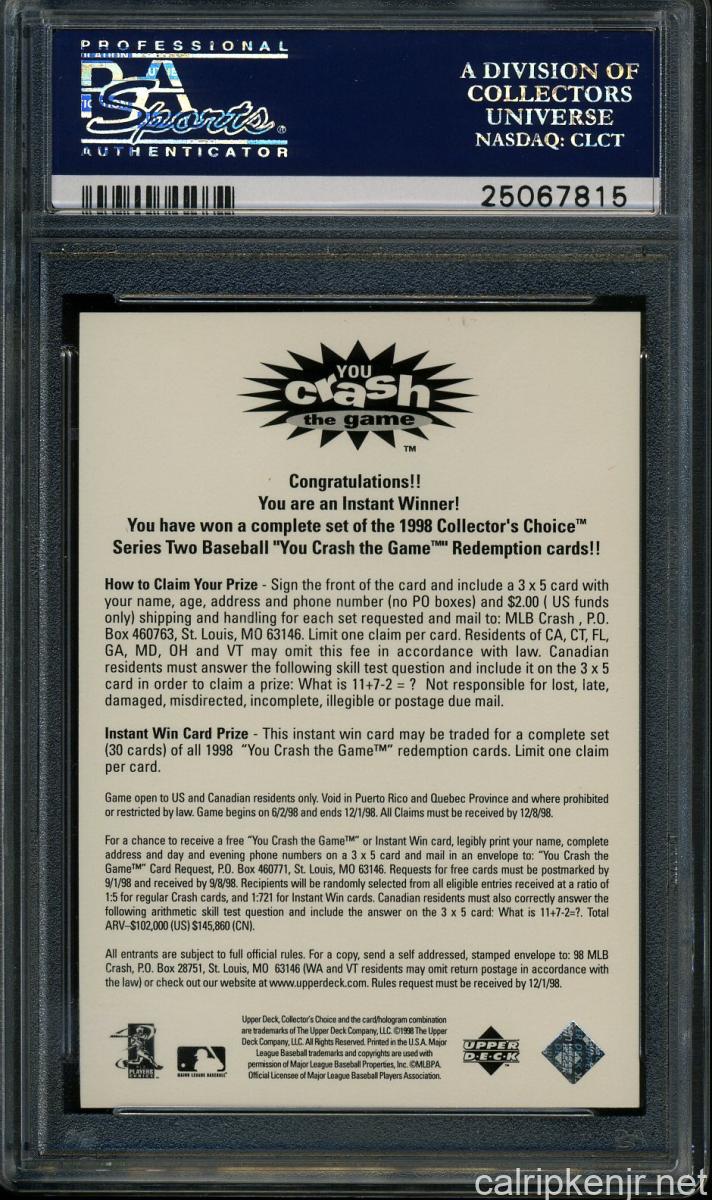 PROFESSIONAL
PSA
Sports®
AUTHENTICATOR
A DIVISION OF
COLLECTORS
UNIVERSE
NASDAQ: CLCT
25067815
YOU
crash
the game™
Congratulations!!
You are an Instant Winner!
You have won a complete set of the 1998 Collector's Choice™
Series Two Baseball "You Crash the Game™" Redemption cards!!
How to Claim Your Prize - Sign the front of the card and include a 3 x 5 card with
your name, age, address and phone number (no PO boxes) and $2.00 ( US funds
only) shipping and handling for each set requested and mail to: MLB Crash , P.O.
Box 460763, St. Louis, MO 63146. Limit one claim per card. Residents of CA, CT, FL,
GA, MD, OH and VT may omit this fee in accordance with law. Canadian
residents must answer the following skill test question and include it on the 3 x 5
card in order to claim a prize: What is 11+7-2 = ? Not responsible for lost, late,
damaged, misdirected, incomplete, illegible or postage due mail.
Instant Win Card Prize - This instant win card may be traded for a complete set
(30 cards) of all 1998 "You Crash the Game™" redemption cards. Limit one claim
per card.
Game open to US and Canadian residents only. Void in Puerto Rico and Quebec Province and where prohibited
or restricted by law. Game begins on 6/2/98 and ends 12/1/98. All Claims must be received by 12/8/98.
For a chance to receive a free "You Crash the Game™" or Instant Win card, legibly print your name, complete
address and day and evening phone numbers on a 3 x 5 card and mail in an envelope to: "You Crash the
Game™" Card Request, P.O. Box 460771, St. Louis, MO 63146. Requests for free cards must be postmarked by
9/1/98 and received by 9/8/98. Recipients will be randomly selected from all eligible entries received at a ratio of
1:5 for regular Crash cards, and 1:721 for Instant Win cards. Canadian residents must also correctly answer the
following arithmetic skill test question and include the answer on the 3 x 5 card: What is 11+7-2=?. Total
ARV–$102,000 (US) $145,860 (CN).
All entrants are subject to full official rules. For a copy, send a self addressed, stamped envelope to: 98 MLB
Crash, P.O. Box 28751, St. Louis, MO 63146 (WA and VT residents may omit return postage in accordance with
the law) or check out our website at www.upperdeck.com. Rules request must be received by 12/1/98.
Upper Deck, Collector's Choice and the card/hologram combination
are trademarks of The Upper Deck Company, LLC. ©1998 The Upper
Deck Company, LLC. All Rights Reserved. Printed in the U.S.A. Major
League Baseball trademarks and copyrights are used with
permission of Major League Baseball Properties, Inc. ©MLBPA.
Official Licensee of Major League Baseball Players Association.
PLAYERS
CHOICE
MAJOR LEAGUE BASEBALL
UPPER
DECK
calripkenjr.net